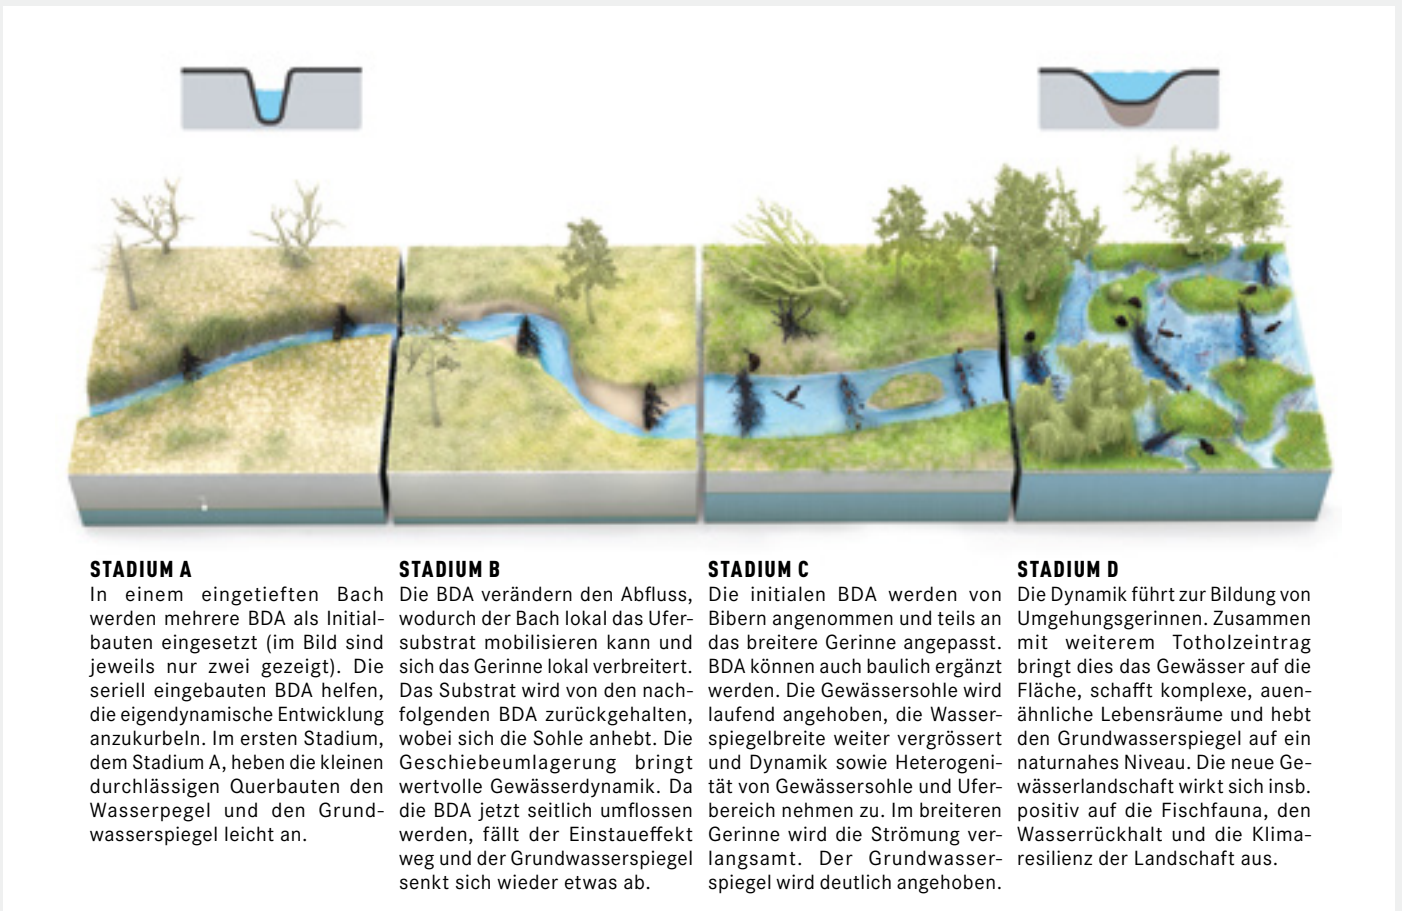 STADIUM A
In einem eingetieften Bach
werden mehrere BDA als Initial-
bauten eingesetzt (im Bild sind
jeweils nur zwei gezeigt). Die
seriell eingebauten BDA helfen,
die eigendynamische Entwicklung
anzukurbeln. Im ersten Stadium,
dem Stadium A, heben die kleinen
durchlässigen Querbauten den
Wasserpegel und den Grund-
wasserspiegel leicht an.
STADIUM B
Die BDA verändern den Abfluss,
wodurch der Bach lokal das Ufer-
substrat mobilisieren kann und
sich das Gerinne lokal verbreitert.
Das Substrat wird von den nach-
folgenden BDA zurückgehalten,
wobei sich die Sohle anhebt. Die
Geschiebeumlagerung bringt
wertvolle Gewässerdynamik. Da
die BDA jetzt seitlich umflossen
werden, fällt der Einstaueffekt
weg und der Grundwasserspiegel
senkt sich wieder etwas ab.
STADIUM C
Die initialen BDA werden von
Bibern angenommen und teils an
das breitere Gerinne angepasst.
BDA können auch baulich ergänzt
werden. Die Gewässersohle wird
laufend angehoben, die Wasser-
spiegelbreite weiter vergrössert
und Dynamik sowie Heterogeni-
tät von Gewässersohle und Ufer-
bereich nehmen zu. Im breiteren
Gerinne wird die Strömung ver-
langsamt. Der Grundwasser-
spiegel wird deutlich angehoben.
STADIUM D
Die Dynamik führt zur Bildung von
Umgehungsgerinnen. Zusammen
mit weiterem Totholzeintrag
bringt dies das Gewässer auf die
Fläche, schafft komplexe, auen-
ähnliche Lebensräume und hebt
den Grundwasserspiegel auf ein
naturnahes Niveau. Die neue Ge-
wässerlandschaft wirkt sich insb.
positiv auf die Fischfauna, den
Wasserrückhalt und die Klima-
resilienz der Landschaft aus.